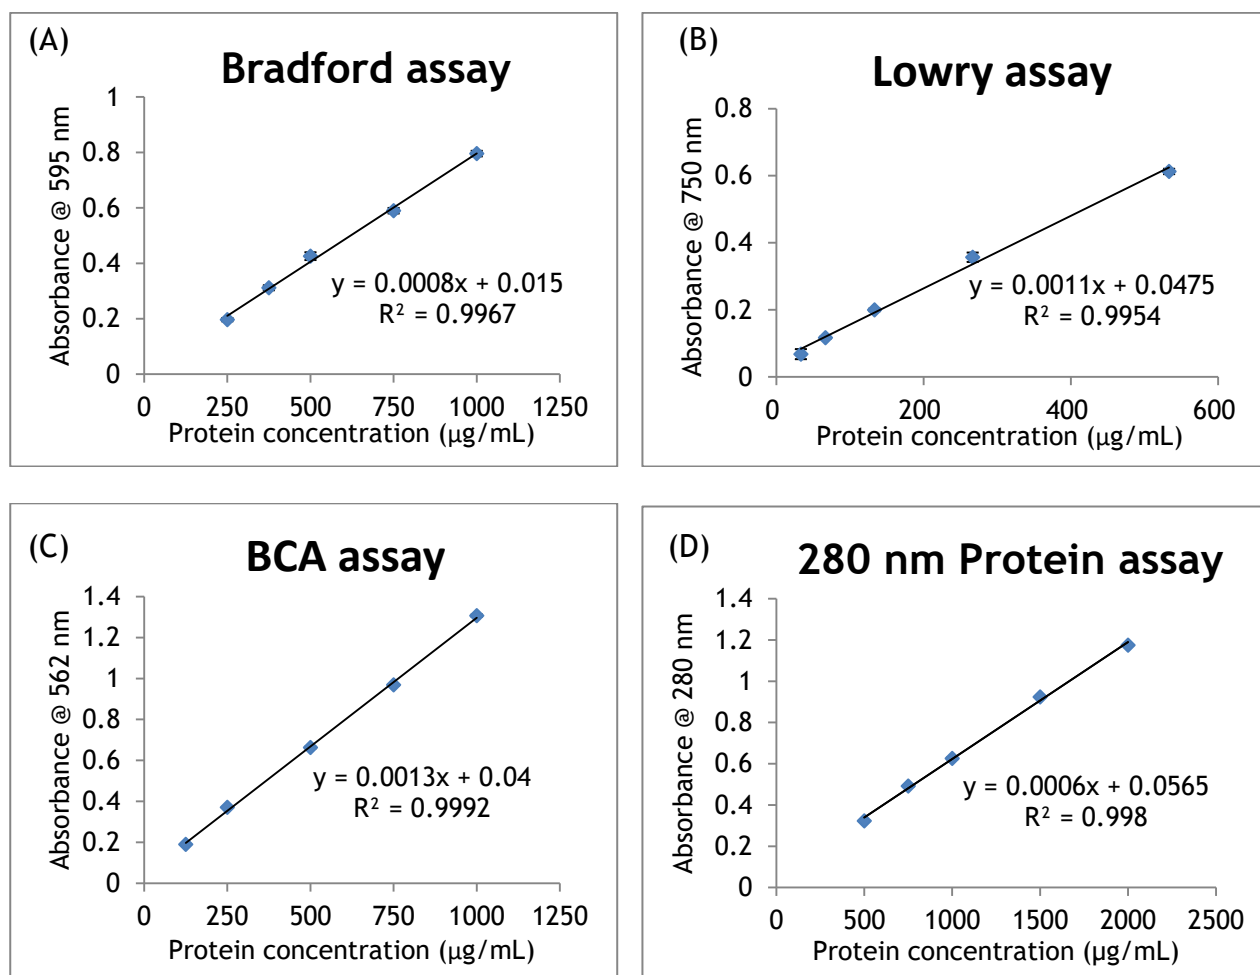 (A)
Bradford assay
Absorbance @ 595 nm
1
0.8
0.6
0.4
0.2
0
y = 0.0008x + 0.015
R² = 0.9967
0 250 500 750 1000 1250
Protein concentration (µg/mL)
(B)
Lowry assay
Absorbance @ 750 nm
0.8
0.6
0.4
0.2
0
y = 0.0011x + 0.0475
R² = 0.9954
0 200 400 600
Protein concentration (µg/mL)
(C)
BCA assay
Absorbance @ 562 nm
1.4
1.2
1
0.8
0.6
0.4
0.2
0
y = 0.0013x + 0.04
R² = 0.9992
0 250 500 750 1000 1250
Protein concentration (µg/mL)
(D)
280 nm Protein assay
Absorbance @ 280 nm
1.4
1.2
1
0.8
0.6
0.4
0.2
0
y = 0.0006x + 0.0565
R² = 0.998
0 500 1000 1500 2000 2500
Protein concentration (µg/mL)